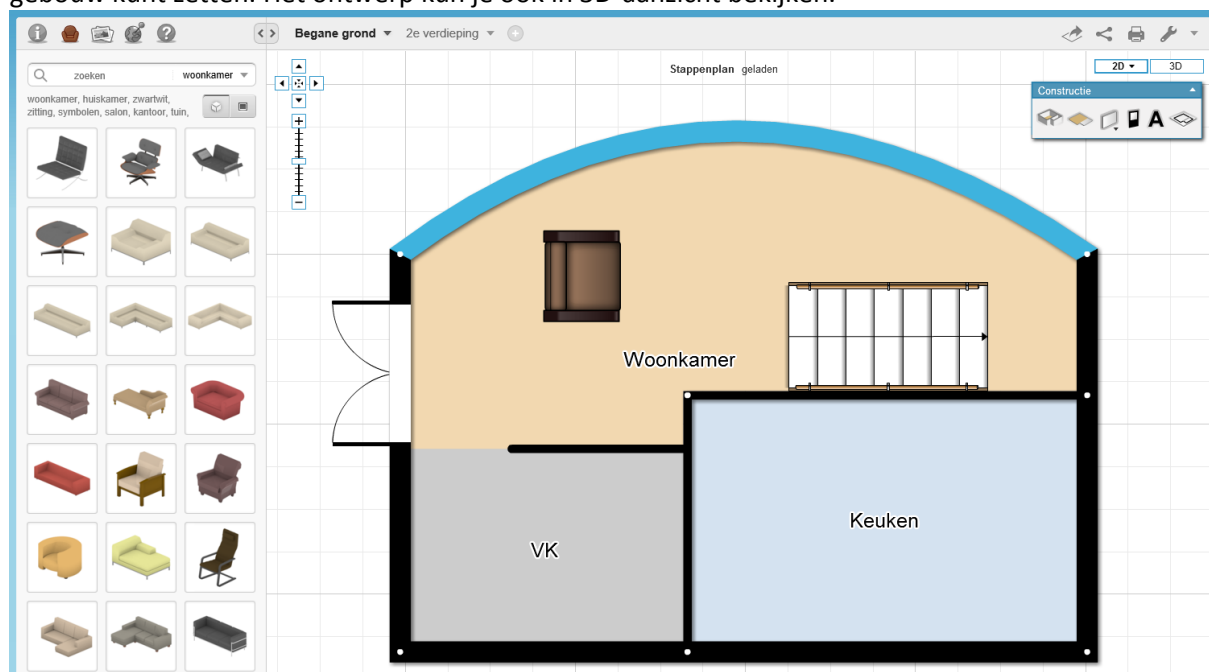 gebouw kunt zetten. Het ontwerp kan je ook in 3D-aanzicht bekijken.
Begane grond 2e verdieping
zoeken woonkamer
woonkamer, huiskamer, zwartwit,
zitting, symbolen, salon, kantoor, tuin,
Stappenplan geladen
2D 3D
Constructie
A
Woonkamer
Keuken
VK